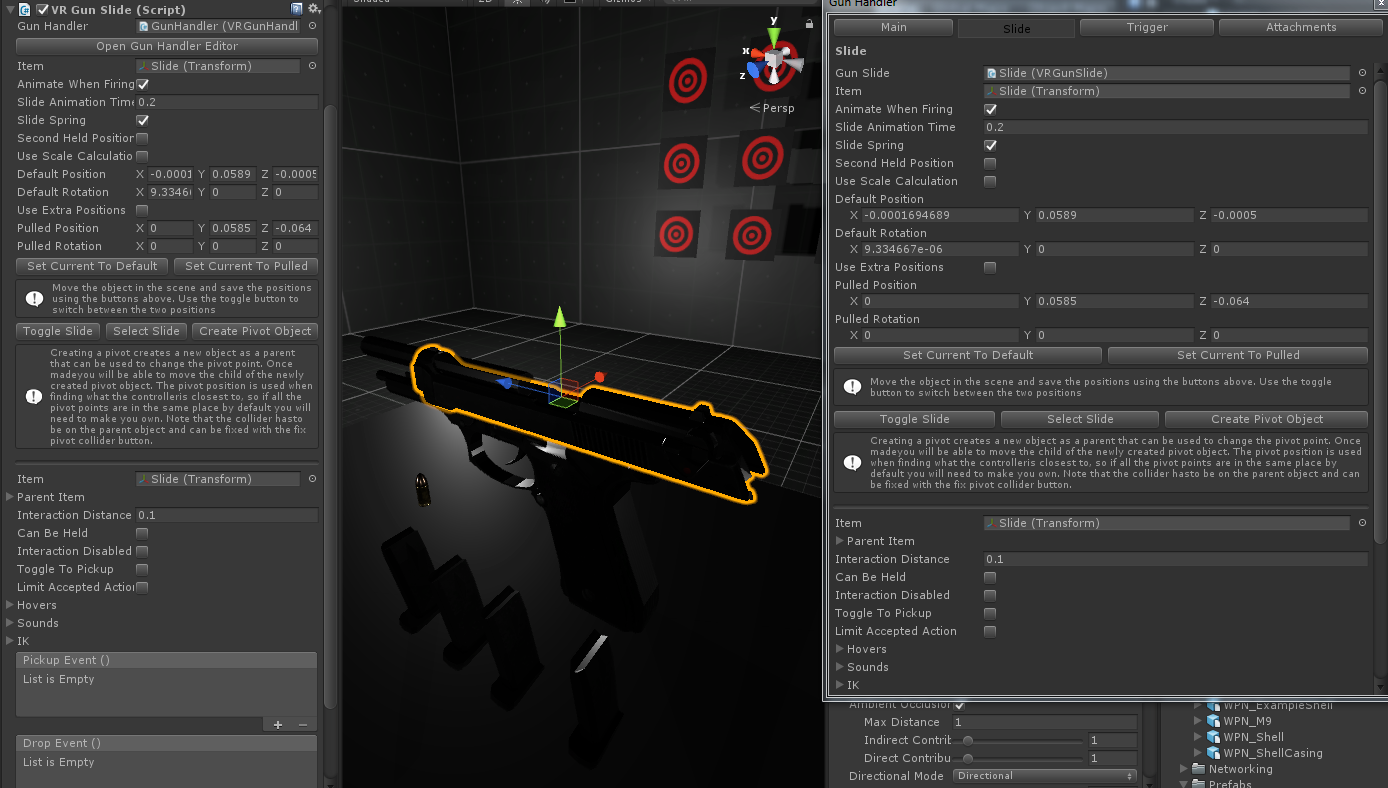 VR Gun Slide (Script)
Gun Handler
GunHandler (VRGunHandl
Open Gun Handler Editor
Item
Slide (Transform)
Animate When Firing
Slide Animation Time
0.2
Slide Spring
Second Held Position
Use Scale Calculatio
Default Position X -0.0001 Y 0.0589 Z -0.0005
Default Rotation X 9.3346 Y 0 Z 0
Use Extra Positions
Pulled Position X 0 Y 0.0585 Z -0.064
Pulled Rotation X 0 Y 0 Z 0
Set Current To Default
Set Current To Pulled
Move the object in the scene and save the positions
using the buttons above. Use the toggle button to
switch between the two positions
Toggle Slide
Select Slide
Create Pivot Object
Creating a pivot creates a new object as a parent
that can be used to change the pivot point. Once
madeyou will be able to move the child of the newly
created pivot object. The pivot position is used when
finding what the controlleris closest to, so if all the
pivot points are in the same place by default you will
need to make you own. Note that the collider hasto
be on the parent object and can be fixed with the fix
pivot collider button.
Item
Slide (Transform)
Parent Item
Interaction Distance 0.1
Can Be Held
Interaction Disabled
Toggle To Pickup
Limit Accepted Action
Hovers
Sounds
IK
Pickup Event ()
List is Empty
+ −
Drop Event ()
List is Empty
y
x
z
Persp
Gun Handler
Main
Slide
Trigger
Attachments
Slide
Gun Slide
Slide (VRGunSlide)
Item
Slide (Transform)
Animate When Firing
Slide Animation Time
0.2
Slide Spring
Second Held Position
Use Scale Calculation
Default Position
X -0.0001694689 Y 0.0589 Z -0.0005
Default Rotation
X 9.334667e-06 Y 0 Z 0
Use Extra Positions
Pulled Position
X 0 Y 0.0585 Z -0.064
Pulled Rotation
X 0 Y 0 Z 0
Set Current To Default
Set Current To Pulled
Move the object in the scene and save the positions using the buttons above. Use the toggle
button to switch between the two positions
Toggle Slide
Select Slide
Create Pivot Object
Creating a pivot creates a new object as a parent that can be used to change the pivot point. Once
madeyou will be able to move the child of the newly created pivot object. The pivot position is used
when finding what the controlleris closest to, so if all the pivot points are in the same place by
default you will need to make you own. Note that the collider hasto be on the parent object and can
be fixed with the fix pivot collider button.
Item
Slide (Transform)
Parent Item
Interaction Distance
0.1
Can Be Held
Interaction Disabled
Toggle To Pickup
Limit Accepted Action
Hovers
Sounds
IK
Ambient Occlusion
Max Distance 1
Indirect Contrib 1
Direct Contribu 1
Directional Mode Directional
WPN_ExampleShell
WPN_M9
WPN_Shell
WPN_ShellCasing
Networking
Prefabs